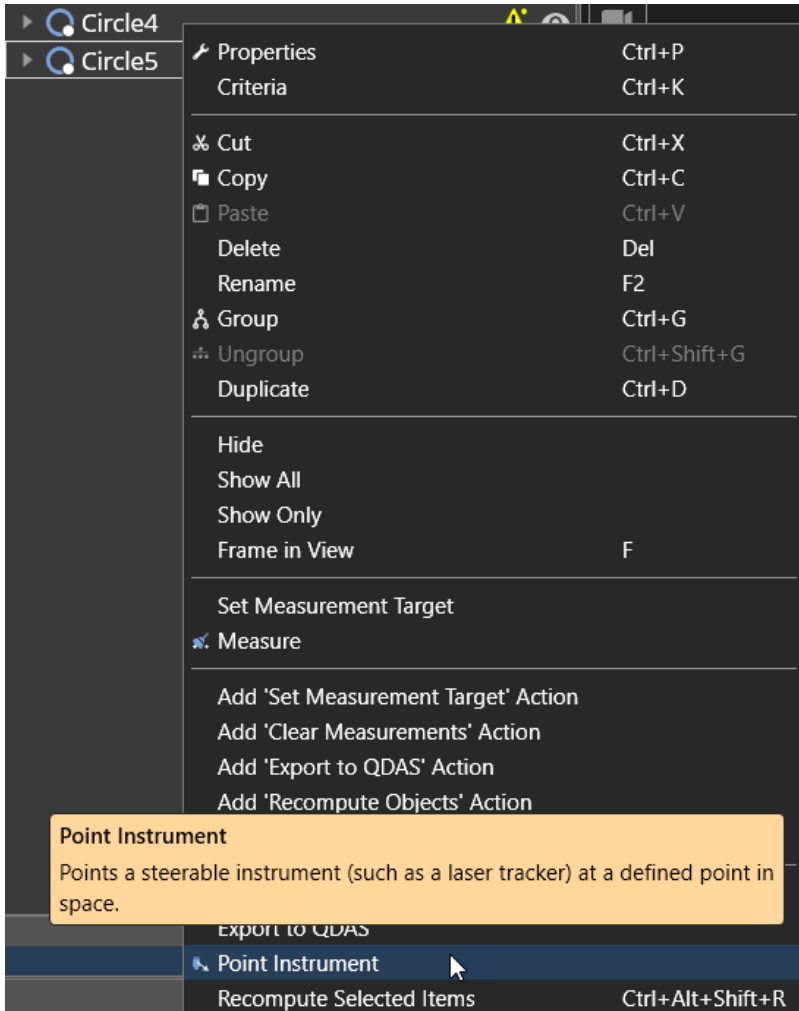 Circle4
Circle5
Properties Ctrl+P
Criteria Ctrl+K
Cut Ctrl+X
Copy Ctrl+C
Paste Ctrl+V
Delete Del
Rename F2
Group Ctrl+G
Ungroup Ctrl+Shift+G
Duplicate Ctrl+D
Hide
Show All
Show Only
Frame in View F
Set Measurement Target
Measure
Add 'Set Measurement Target' Action
Add 'Clear Measurements' Action
Add 'Export to QDAS' Action
Add 'Recompute Objects' Action
Point Instrument
Points a steerable instrument (such as a laser tracker) at a defined point in
space.
Export to QDAS
Point Instrument
Recompute Selected Items Ctrl+Alt+Shift+R